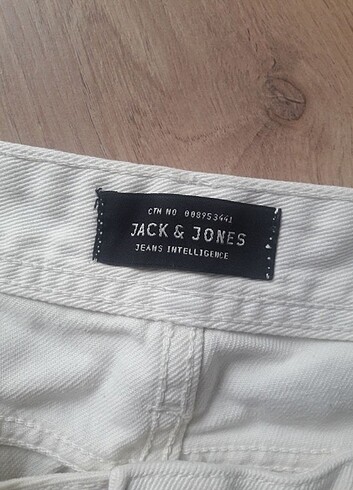 CTN NO 008953441
JACK & JONES
JEANS INTELLIGENCE